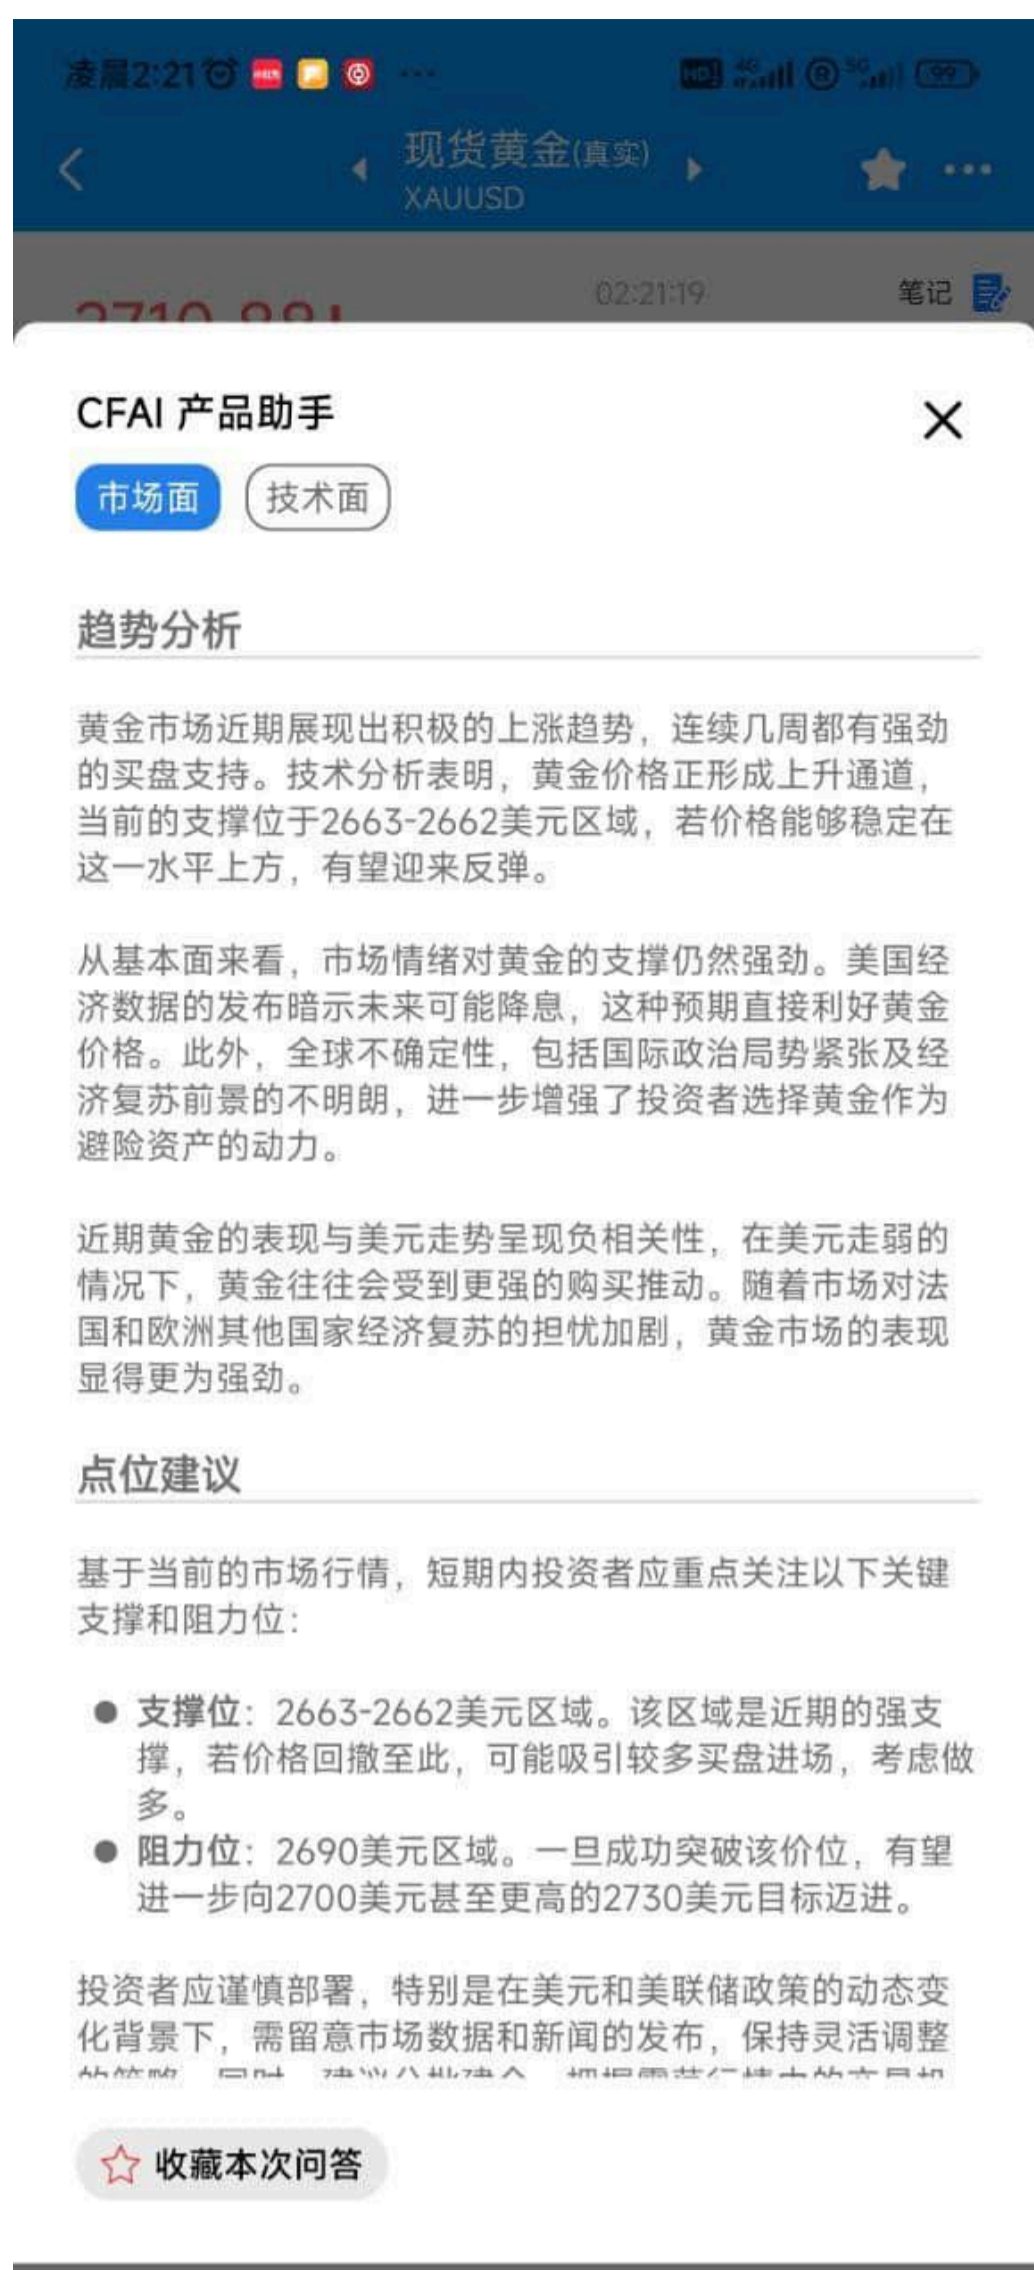 凌晨2:21
HD 4G R 5G 99
现货黄金(真实)
XAUUSD
02:21:19
笔记
CFAI 产品助手
市场面 技术面
趋势分析
黄金市场近期展现出积极的上涨趋势，连续几周都有强劲
的买盘支持。技术分析表明，黄金价格正形成上升通道，
当前的支撑位于2663-2662美元区域，若价格能够稳定在
这一水平上方，有望迎来反弹。
从基本面来看，市场情绪对黄金的支撑仍然强劲。美国经
济数据的发布暗示未来可能降息，这种预期直接利好黄金
价格。此外，全球不确定性，包括国际政治局势紧张及经
济复苏前景的不明朗，进一步增强了投资者选择黄金作为
避险资产的动力。
近期黄金的表现与美元走势呈现负相关性，在美元走弱的
情况下，黄金往往会受到更强的购买推动。随着市场对法
国和欧洲其他国家经济复苏的担忧加剧，黄金市场的表现
显得更为强劲。
点位建议
基于当前的市场行情，短期内投资者应重点关注以下关键
支撑和阻力位：
● 支撑位：2663-2662美元区域。该区域是近期的强支
撑，若价格回撤至此，可能吸引较多买盘进场，考虑做
多。
● 阻力位：2690美元区域。一旦成功突破该价位，有望
进一步向2700美元甚至更高的2730美元目标迈进。
投资者应谨慎部署，特别是在美元和美联储政策的动态变
化背景下，需留意市场数据和新闻的发布，保持灵活调整
收藏本次问答